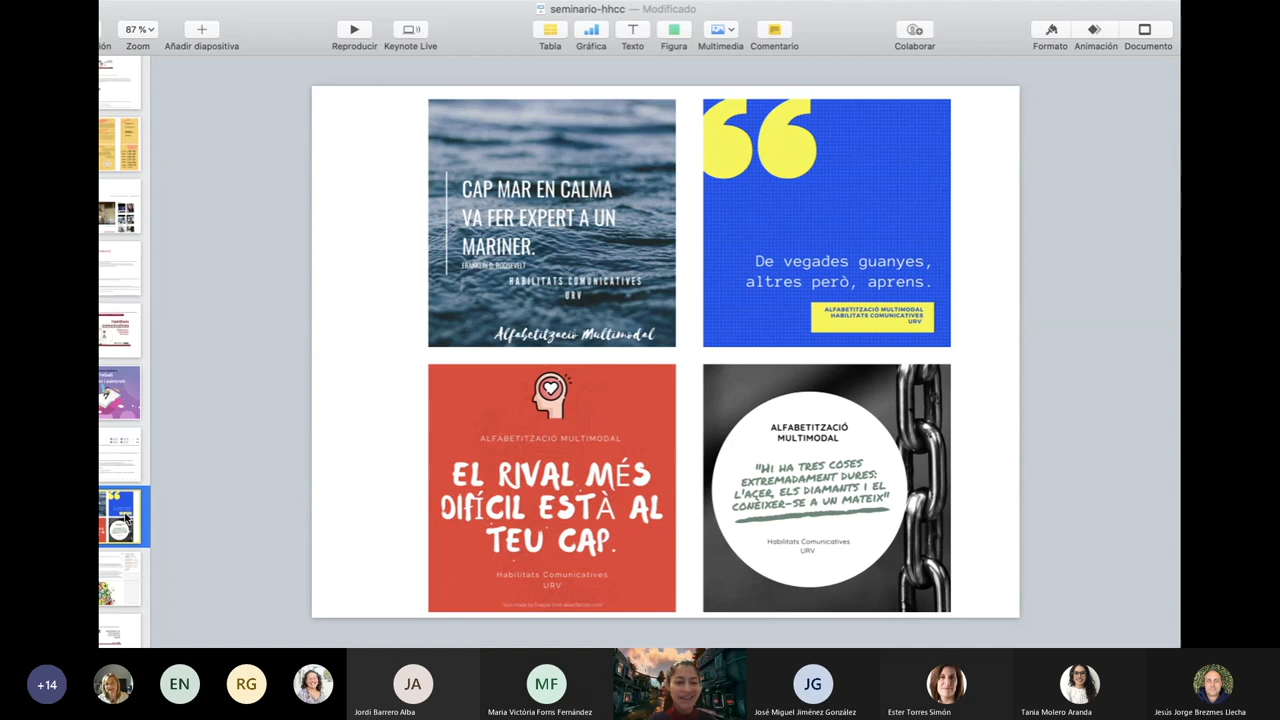 seminario-hhcc — Modificado
87 %
ión
Zoom
Añadir diapositiva
Reproducir
Keynote Live
Tabla
Gráfica
Texto
Figura
Multimedia
Comentario
Colaborar
Formato
Animación
Documento
CAP MAR EN CALMA
VA FER EXPERT A UN
MARINER.
FRANKLIN D. ROOSEVELT
HABILITATS COMUNICATIVES
URV
Alfabetització Multimodal
“
De vegades guanyes,
altres però, aprens.
ALFABETITZACIÓ MULTIMODAL
HABILITATS COMUNICATIVES
URV
ALFABETITZACIÓ MULTIMODAL
EL RIVAL MÉS
DIFÍCIL ESTÀ AL
TEU CAP.
Habilitats Comunicatives
URV
ALFABETITZACIÓ
MULTIMODAL
"HI HA TRES COSES
EXTREMADAMENT DURES:
L'ACER, ELS DIAMANTS I EL
CONÈIXER-SE A UN MATEIX"
Habilitats Comunicatives
URV
+14
EN
RG
JA
MF
JG
Jordi Barrero Alba
Maria Victòria Forns Fernández
José Miguel Jiménez González
Ester Torres Simón
Tania Molero Aranda
Jesús Jorge Brezmes Llecha